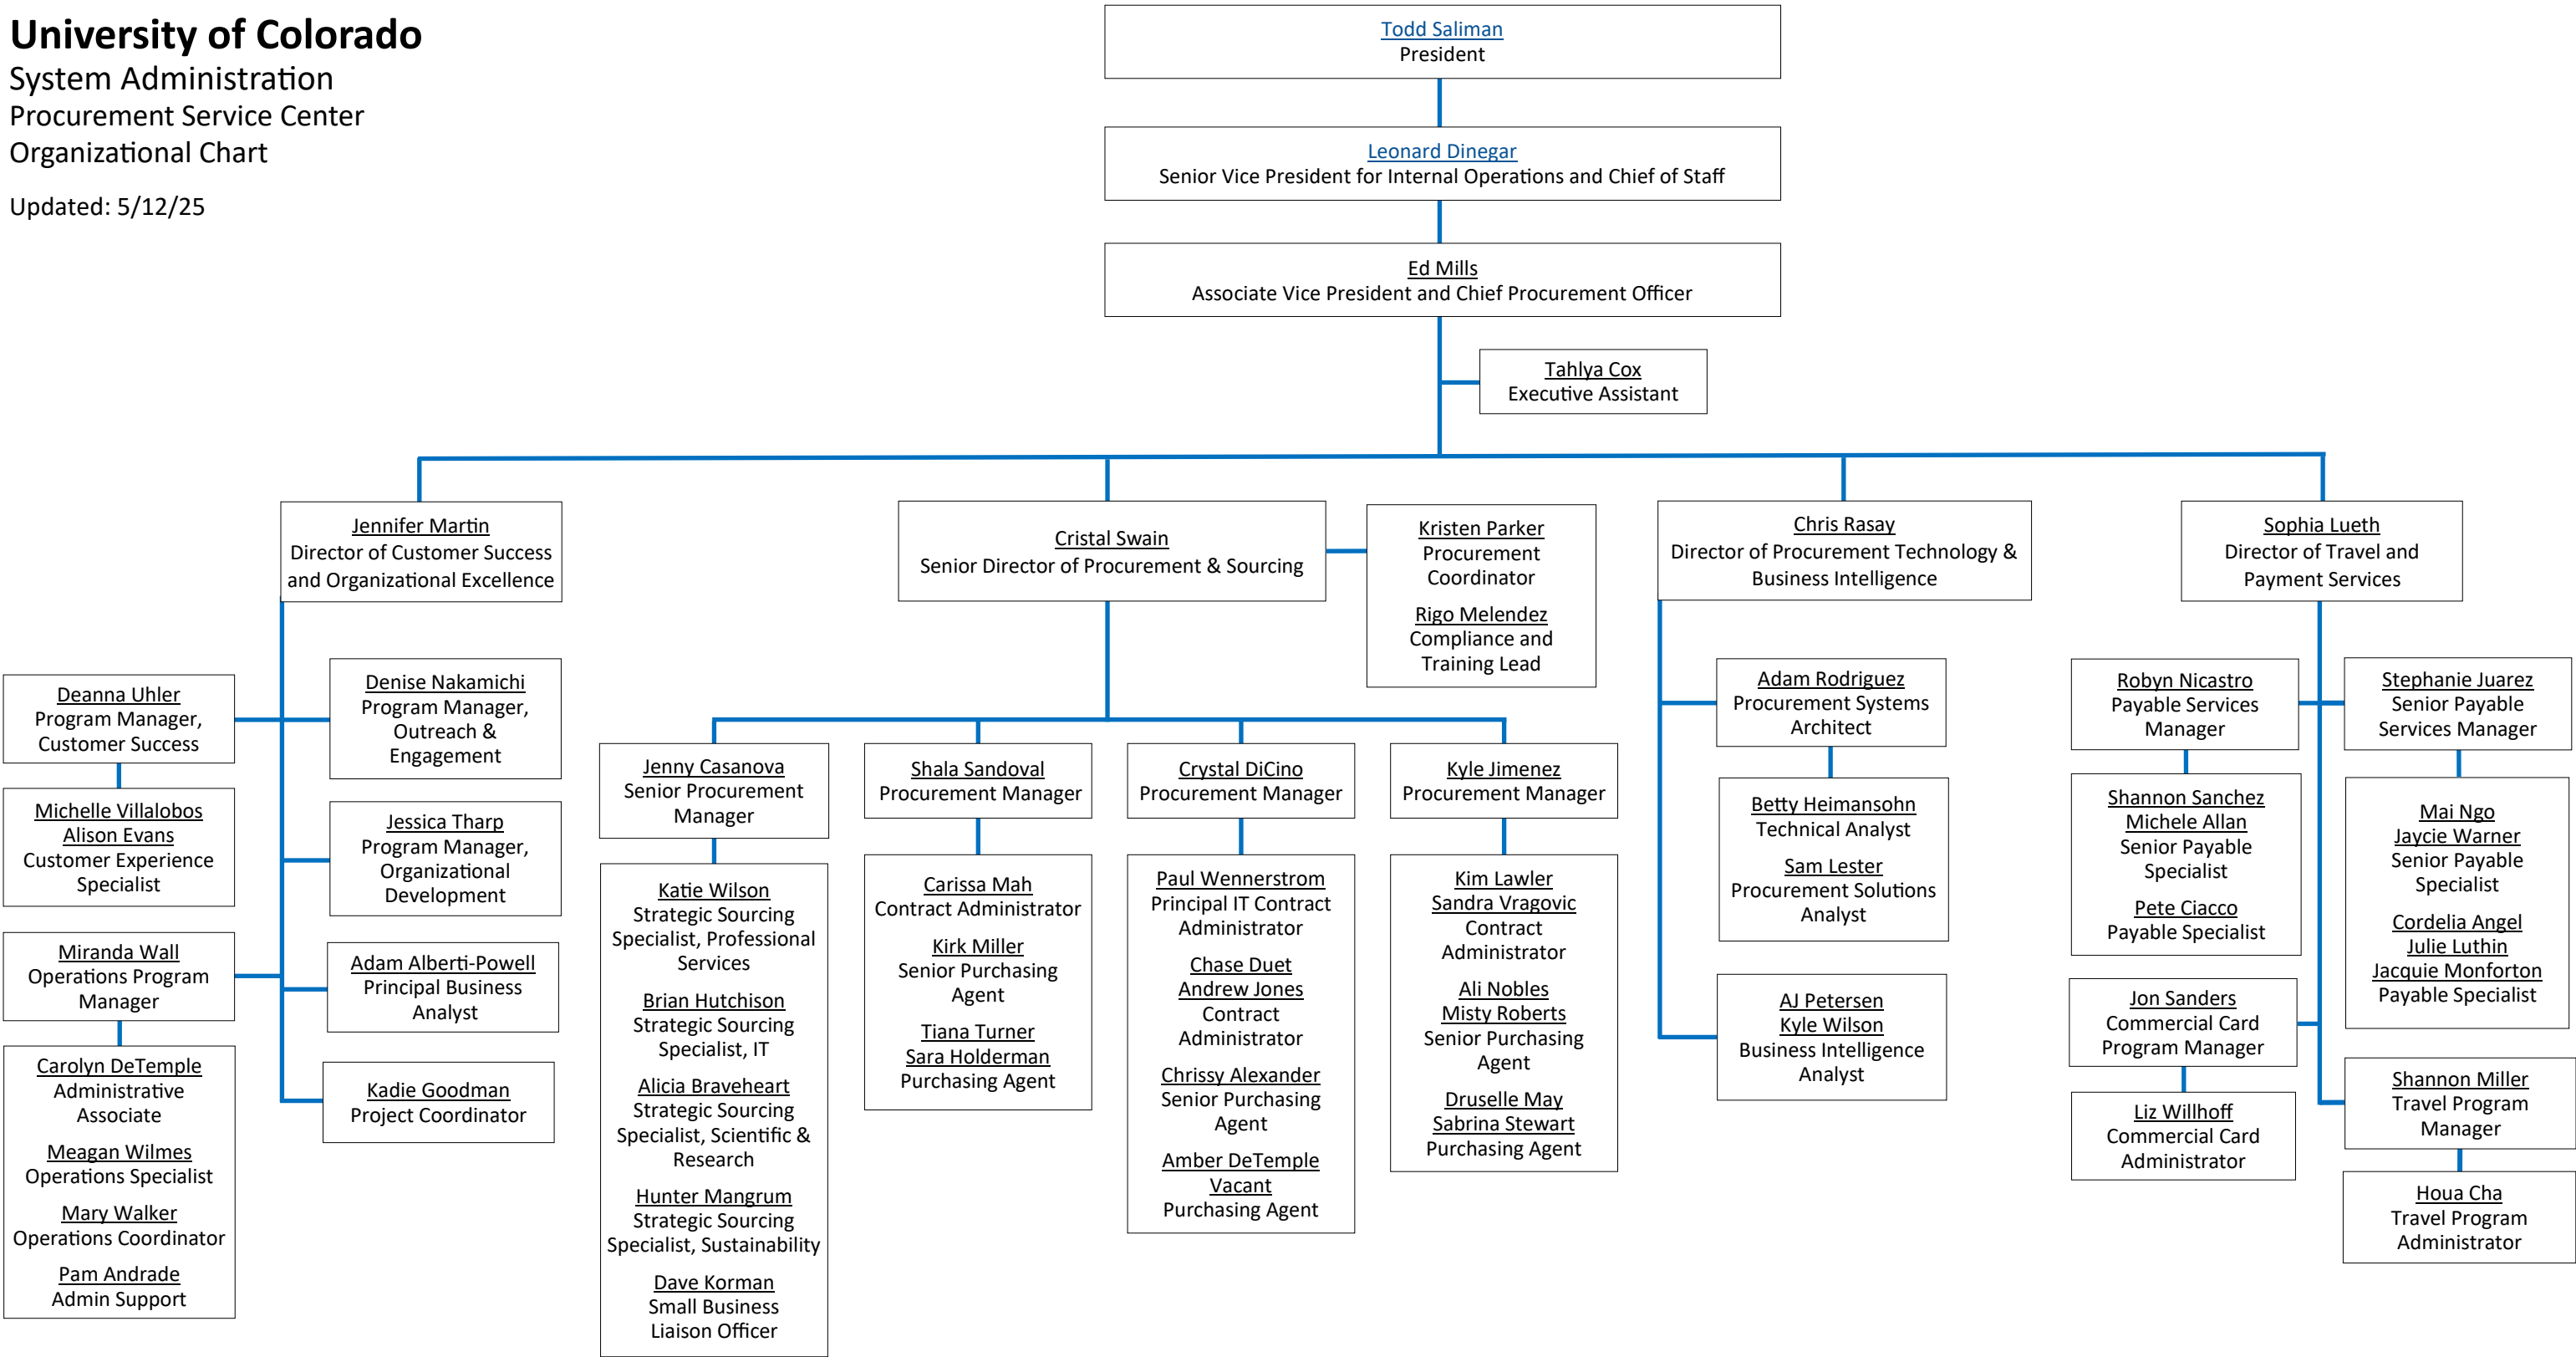 University of Colorado
System Administration
Procurement Service Center
Organizational Chart
Updated: 5/12/25
Todd Saliman
President
Leonard Dinegar
Senior Vice President for Internal Operations and Chief of Staff
Ed Mills
Associate Vice President and Chief Procurement Officer
Tahlya Cox
Executive Assistant
Jennifer Martin
Director of Customer Success
and Organizational Excellence
Deanna Uhler
Program Manager,
Customer Success
Michelle Villalobos
Alison Evans
Customer Experience
Specialist
Miranda Wall
Operations Program
Manager
Carolyn DeTemple
Administrative
Associate
Meagan Wilmes
Operations Specialist
Mary Walker
Operations Coordinator
Pam Andrade
Admin Support
Denise Nakamichi
Program Manager,
Outreach &
Engagement
Jessica Tharp
Program Manager,
Organizational
Development
Adam Alberti-Powell
Principal Business
Analyst
Kadie Goodman
Project Coordinator
Cristal Swain
Senior Director of Procurement & Sourcing
Kristen Parker
Procurement
Coordinator
Rigo Melendez
Compliance and
Training Lead
Jenny Casanova
Senior Procurement
Manager
Katie Wilson
Strategic Sourcing
Specialist, Professional
Services
Brian Hutchison
Strategic Sourcing
Specialist, IT
Alicia Braveheart
Strategic Sourcing
Specialist, Scientific &
Research
Hunter Mangrum
Strategic Sourcing
Specialist, Sustainability
Dave Korman
Small Business
Liaison Officer
Shala Sandoval
Procurement Manager
Carissa Mah
Contract Administrator
Kirk Miller
Senior Purchasing
Agent
Tiana Turner
Sara Holderman
Purchasing Agent
Crystal DiCino
Procurement Manager
Paul Wennerstrom
Principal IT Contract
Administrator
Chase Duet
Andrew Jones
Contract
Administrator
Chrissy Alexander
Senior Purchasing
Agent
Amber DeTemple
Vacant
Purchasing Agent
Kyle Jimenez
Procurement Manager
Kim Lawler
Sandra Vragovic
Contract
Administrator
Ali Nobles
Misty Roberts
Senior Purchasing
Agent
Druselle May
Sabrina Stewart
Purchasing Agent
Chris Rasay
Director of Procurement Technology &
Business Intelligence
Adam Rodriguez
Procurement Systems
Architect
Betty Heimansohn
Technical Analyst
Sam Lester
Procurement Solutions
Analyst
AJ Petersen
Kyle Wilson
Business Intelligence
Analyst
Sophia Lueth
Director of Travel and
Payment Services
Robyn Nicastro
Payable Services
Manager
Shannon Sanchez
Michele Allan
Senior Payable
Specialist
Pete Ciacco
Payable Specialist
Jon Sanders
Commercial Card
Program Manager
Liz Willhoff
Commercial Card
Administrator
Stephanie Juarez
Senior Payable
Services Manager
Mai Ngo
Jaycie Warner
Senior Payable
Specialist
Cordelia Angel
Julie Luthin
Jacquie Monforton
Payable Specialist
Shannon Miller
Travel Program
Manager
Houa Cha
Travel Program
Administrator